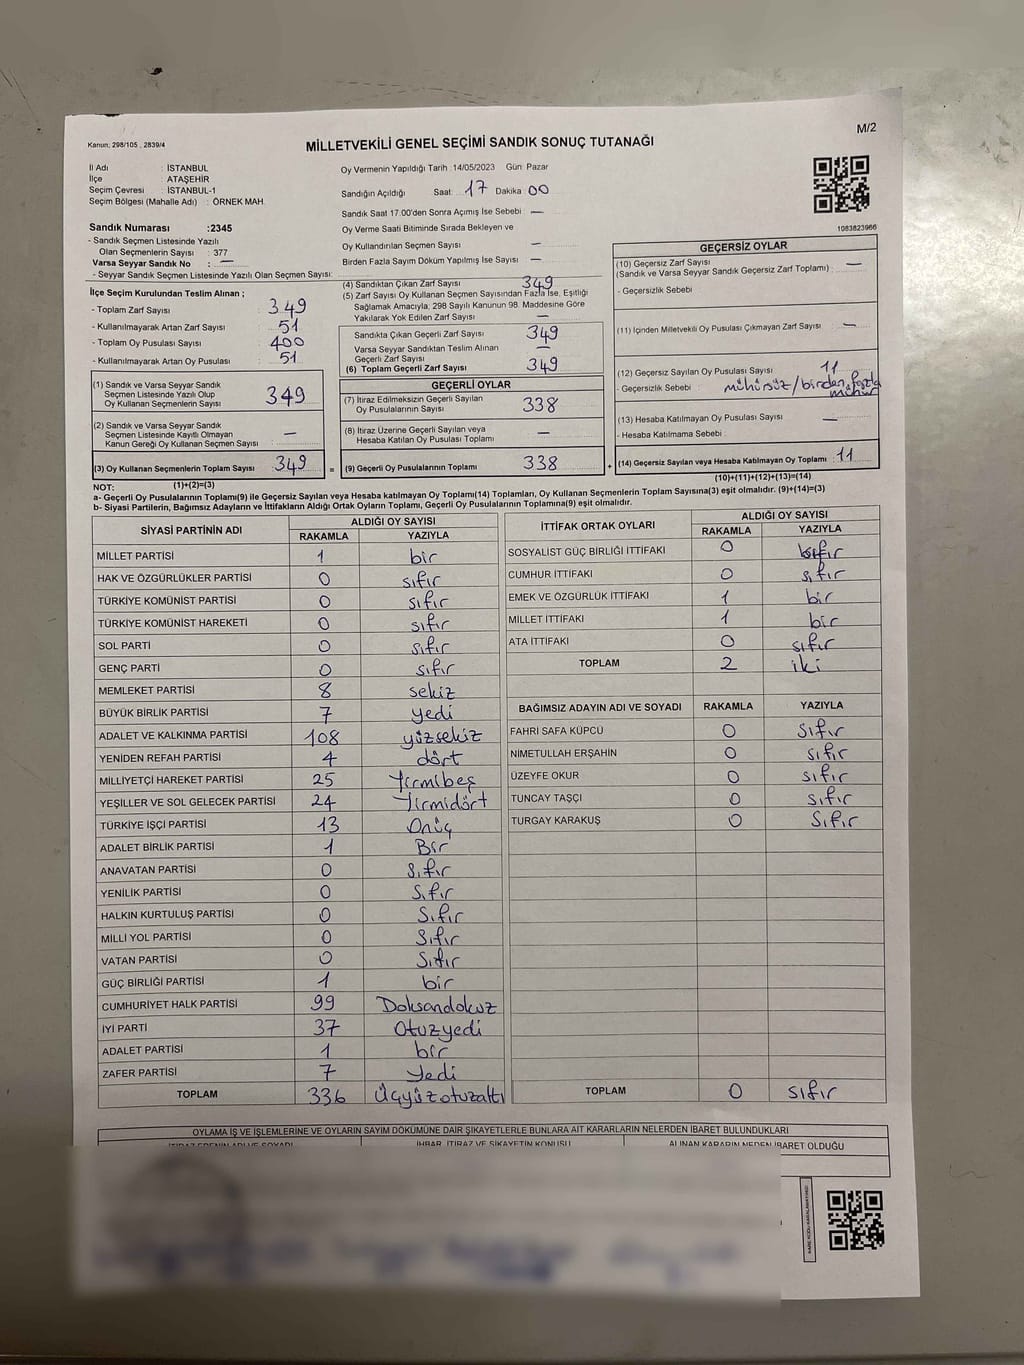 M/2
Kanun; 298/105 , 2839/4
MİLLETVEKİLİ GENEL SEÇİMİ SANDIK SONUÇ TUTANAĞI
İl Adı : İSTANBUL
İlçe : ATAŞEHİR
Seçim Çevresi : İSTANBUL-1
Seçim Bölgesi (Mahalle Adı) : ÖRNEK MAH.
Sandık Numarası :2345
- Sandık Seçmen Listesinde Yazılı
Olan Seçmenlerin Sayısı : 377
Varsa Seyyar Sandık No : —
- Seyyar Sandık Seçmen Listesinde Yazılı Olan Seçmen Sayısı:
Oy Vermenin Yapıldığı Tarih :14/05/2023 Gün: Pazar
Sandığın Açıldığı Saat: 17 Dakika 00
Sandık Saat 17.00'den Sonra Açımış İse Sebebi : —
Oy Verme Saati Bitiminde Sırada Bekleyen ve
Oy Kullandırılan Seçmen Sayısı —
Birden Fazla Sayım Döküm Yapılmış İse Sayısı —
1083823966
İlçe Seçim Kurulundan Teslim Alınan ;
- Toplam Zarf Sayısı : 349
- Kullanılmayarak Artan Zarf Sayısı : 51
- Toplam Oy Pusulası Sayısı : 400
- Kullanılmayarak Artan Oy Pusulası : 51
(1) Sandık ve Varsa Seyyar Sandık
Seçmen Listesinde Yazılı Olup
Oy Kullanan Seçmenlerin Sayısı : 349
(2) Sandık ve Varsa Seyyar Sandık
Seçmen Listesinde Kayıtlı Olmayan
Kanun Gereği Oy Kullanan Seçmen Sayısı : —
(3) Oy Kullanan Seçmenlerin Toplam Sayısı : 349 =
(1)+(2)=(3)
(4) Sandıktan Çıkan Zarf Sayısı 349
(5) Zarf Sayısı Oy Kullanan Seçmen Sayısından Fazla İse, Eşitliği
Sağlamak Amacıyla, 298 Sayılı Kanunun 98. Maddesine Göre
Yakılarak Yok Edilen Zarf Sayısı : —
Sandıkta Çıkan Geçerli Zarf Sayısı 349
Varsa Seyyar Sandıktan Teslim Alınan
Geçerli Zarf Sayısı —
(6) Toplam Geçerli Zarf Sayısı 349
GEÇERLİ OYLAR
(7) İtiraz Edilmeksizin Geçerli Sayılan
Oy Pusulasının Sayısı 338
(8) İtiraz Üzerine Geçerli Sayılan veya
Hesaba Katılan Oy Pusulası Toplamı —
(9) Geçerli Oy Pusulalarının Toplamı 338 +
GEÇERSİZ OYLAR
(10) Geçersiz Zarf Sayısı : —
(Sandık ve Varsa Seyyar Sandık Geçersiz Zarf Toplamı) :
- Geçersizlik Sebebi
(11) İçinden Milletvekili Oy Pusulası Çıkmayan Zarf Sayısı : —
(12) Geçersiz Sayılan Oy Pusulası Sayısı 11
- Geçersizlik Sebebi : mühürsüz/birden fazla
mühür
(13) Hesaba Katılmayan Oy Pusulası Sayısı : —
- Hesaba Katılmama Sebebi :
(14) Geçersiz Sayılan veya Hesaba Katılmayan Oy Toplamı : 11
(10)+(11)+(12)+(13)=(14)
NOT:
a- Geçerli Oy Pusulalarının Toplamı(9) ile Geçersiz Sayılan veya Hesaba katılmayan Oy Toplamı(14) Toplamları, Oy Kullanan Seçmenlerin Toplam Sayısına(3) eşit olmalıdır. (9)+(14)=(3)
b- Siyasi Partilerin, Bağımsız Adayların ve İttifakların Aldığı Ortak Oyların Toplamı, Geçerli Oy Pusulalarının Toplamına(9) eşit olmalıdır.
SİYASİ PARTİNİN ADI ALDIĞI OY SAYISI
RAKAMLA YAZIYLA
MİLLET PARTİSİ 1 bir
HAK VE ÖZGÜRLÜKLER PARTİSİ 0 sıfır
TÜRKİYE KOMÜNİST PARTİSİ 0 sıfır
TÜRKİYE KOMÜNİST HAREKETİ 0 sıfır
SOL PARTİ 0 sıfır
GENÇ PARTİ 0 sıfır
MEMLEKET PARTİSİ 8 sekiz
BÜYÜK BİRLİK PARTİSİ 7 yedi
ADALET VE KALKINMA PARTİSİ 108 yüzsekiz
YENİDEN REFAH PARTİSİ 4 dört
MİLLİYETÇİ HAREKET PARTİSİ 25 Yirmibeş
YEŞİLLER VE SOL GELECEK PARTİSİ 24 Yirmidört
TÜRKİYE İŞÇİ PARTİSİ 13 Onüç
ADALET BİRLİK PARTİSİ 1 Bir
ANAVATAN PARTİSİ 0 Sıfır
YENİLİK PARTİSİ 0 Sıfır
HALKIN KURTULUŞ PARTİSİ 0 Sıfır
MİLLİ YOL PARTİSİ 0 Sıfır
VATAN PARTİSİ 0 Sıfır
GÜÇ BİRLİĞİ PARTİSİ 1 bir
CUMHURİYET HALK PARTİSİ 99 Doksandokuz
İYİ PARTİ 37 Otuzyedi
ADALET PARTİSİ 1 bir
ZAFER PARTİSİ 7 Yedi
TOPLAM 336 Üçyüzotuzaltı
İTTİFAK ORTAK OYLARI ALDIĞI OY SAYISI
RAKAMLA YAZIYLA
SOSYALİST GÜÇ BİRLİĞİ İTTİFAKI 0 sıfır
CUMHUR İTTİFAKI 0 sıfır
EMEK VE ÖZGÜRLÜK İTTİFAKI 1 bir
MİLLET İTTİFAKI 1 bir
ATA İTTİFAKI 0 sıfır
TOPLAM 2 iki
BAĞIMSIZ ADAYIN ADI VE SOYADI RAKAMLA YAZIYLA
FAHRİ SAFA KÜPCÜ 0 sıfır
NİMETULLAH ERŞAHİN 0 sıfır
ÜZEYFE OKUR 0 sıfır
TUNCAY TAŞÇI 0 sıfır
TURGAY KARAKUŞ 0 Sıfır
TOPLAM 0 sıfır
OYLAMA İŞ VE İŞLEMLERİNE VE OYLARIN SAYIM DÖKÜMÜNE DAİR ŞİKAYETLERLE BUNLARA AİT KARARLARIN NELERDEN İBARET BULUNDUKLARI
İTİRAZ EDENİN ADI VE SOYADI İHBAR, İTİRAZ VE ŞİKAYETİN KONUSU ALINAN KARARIN NEDEN İBARET OLDUĞU